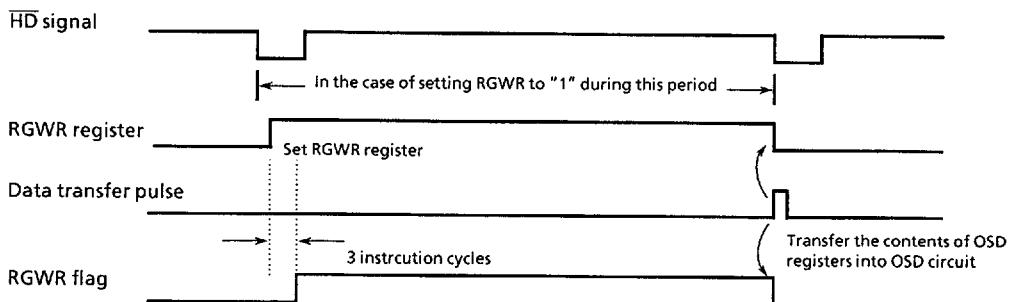 HD signal
In the case of setting RGWR to "1" during this period
RGWR register
Set RGWR register
Data transfer pulse
Transfer the contents of OSD
registers into OSD circuit
3 instrcution cycles
RGWR flag